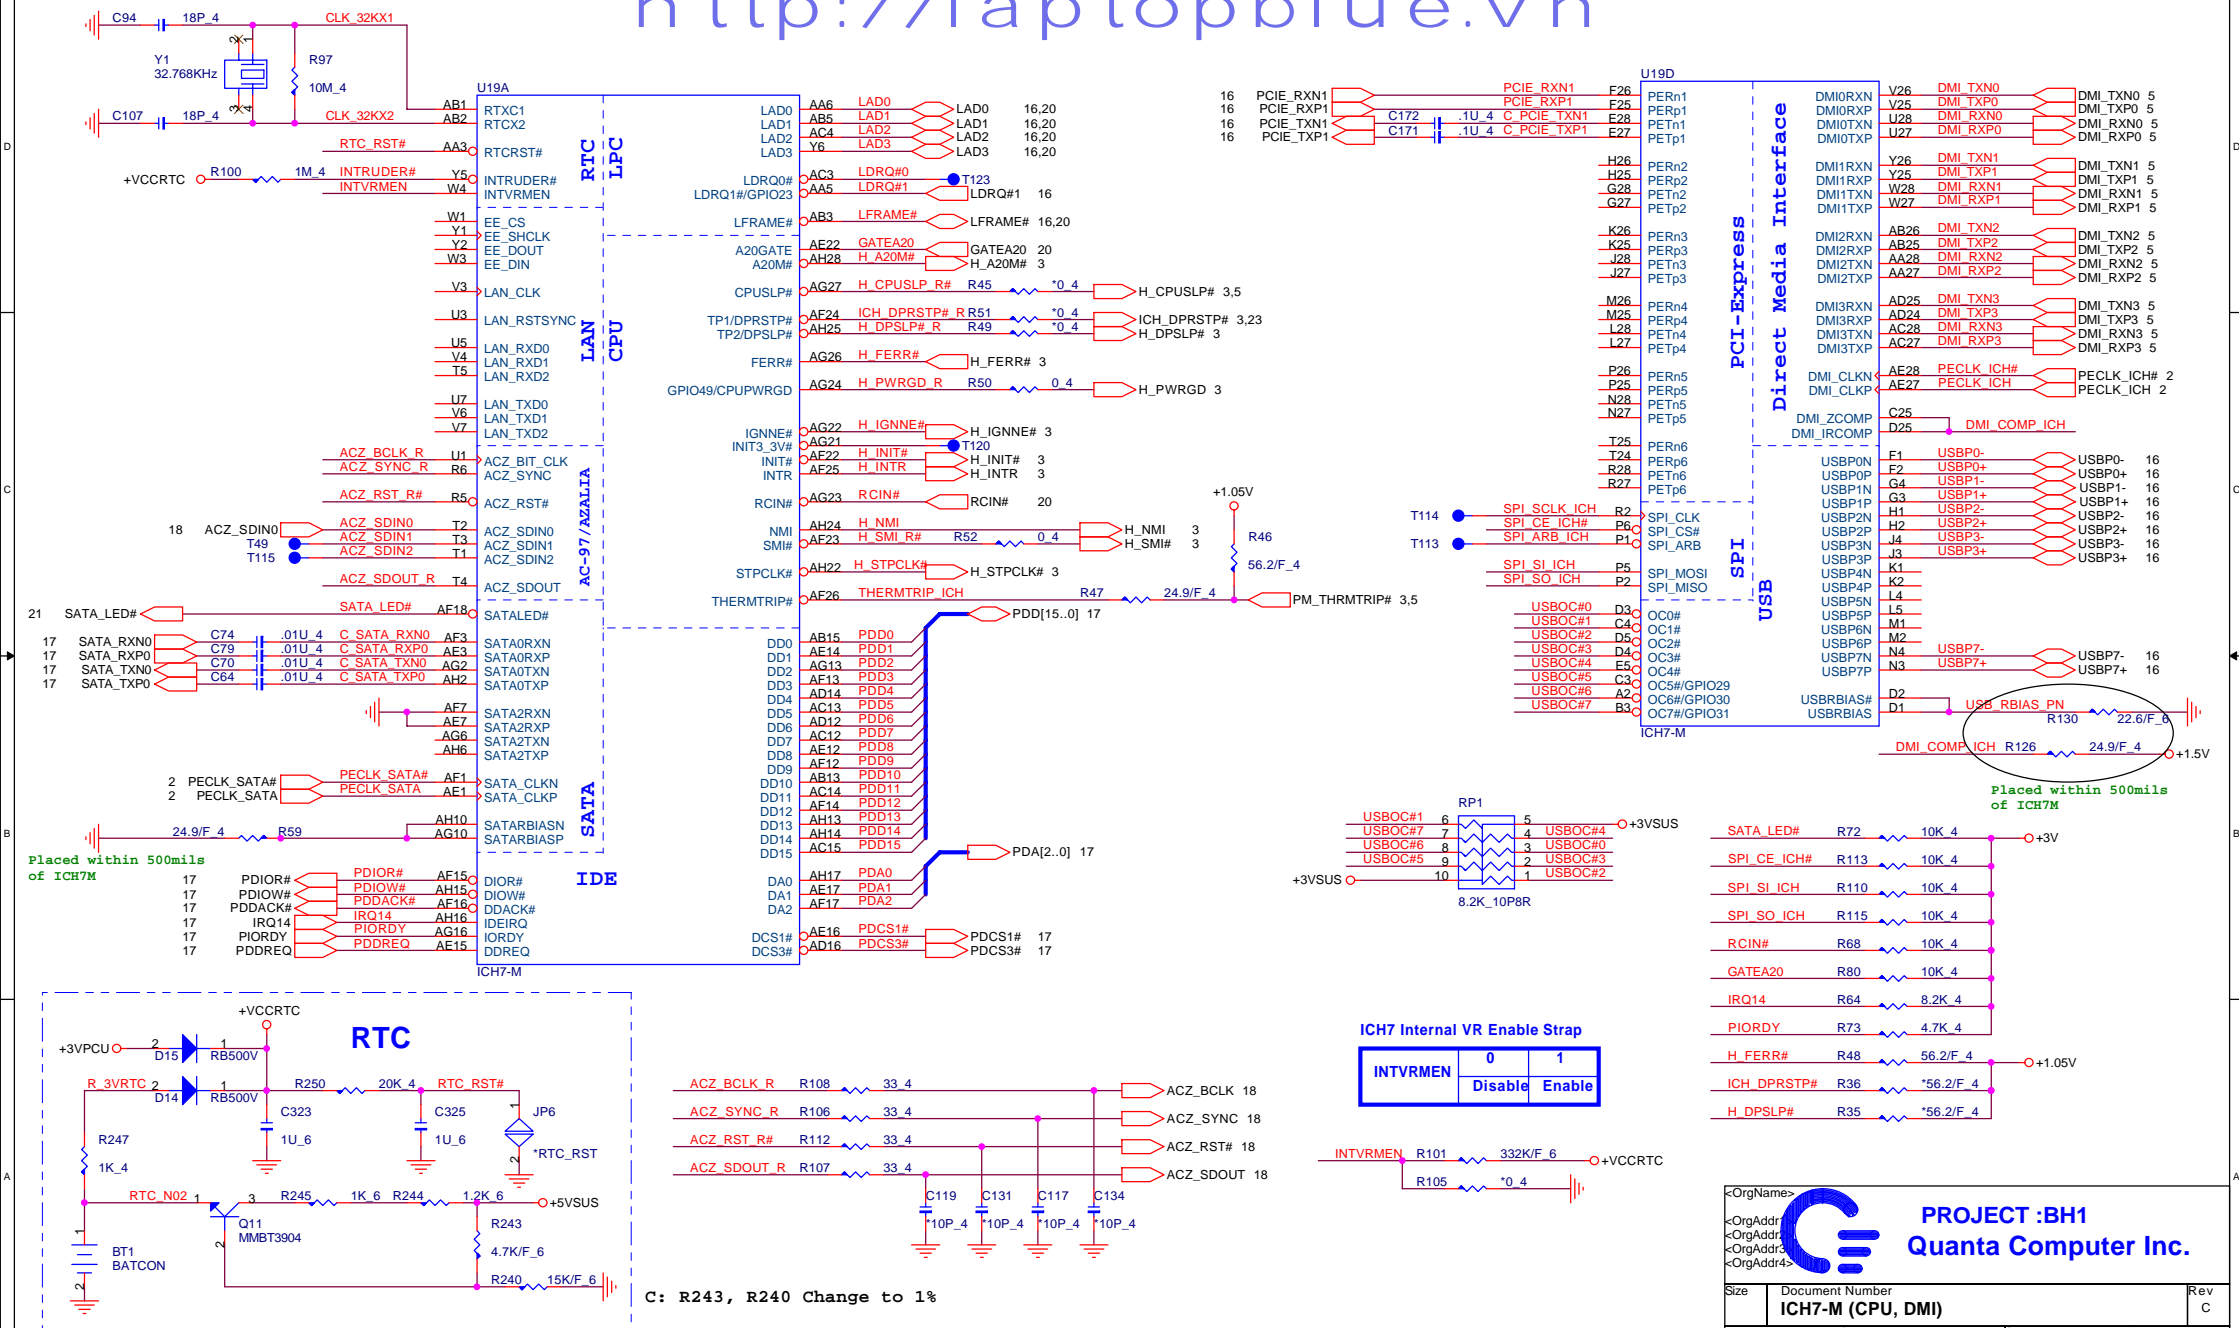 http://laptopblue.vn
C94 18P_4 CLK_32KX1
Y1
32.768KHz
R97
10M_4
C107 18P_4 CLK_32KX2
RTC_RST#
+VCCRTC R100 1M_4 INTRUDER#
INTVRMEN
U19A
AB1 RTXC1
AB2 RTCX2
AA3 RTCRST#
Y5 INTRUDER#
W4 INTVRMEN
W1 EE_CS
Y1 EE_SHCLK
Y2 EE_DOUT
W3 EE_DIN
V3 LAN_CLK
U3 LAN_RSTSYNC
U5 LAN_RXD0
V4 LAN_RXD1
T5 LAN_RXD2
U7 LAN_TXD0
V6 LAN_TXD1
V7 LAN_TXD2
ACZ_BCLK_R U1 ACZ_BIT_CLK
ACZ_SYNC_R R6 ACZ_SYNC
ACZ_RST_R# R5 ACZ_RST#
18 ACZ_SDIN0 ACZ_SDIN0 T2 ACZ_SDIN0
T49 ACZ_SDIN1 T3 ACZ_SDIN1
T115 ACZ_SDIN2 T1 ACZ_SDIN2
ACZ_SDOUT_R T4 ACZ_SDOUT
21 SATA_LED# SATA_LED# AF18 SATALED#
17 SATA_RXN0 C74 .01U_4 C_SATA_RXN0 AF3 SATA0RXN
17 SATA_RXP0 C79 .01U_4 C_SATA_RXP0 AE3 SATA0RXP
17 SATA_TXN0 C70 .01U_4 C_SATA_TXN0 AG2 SATA0TXN
17 SATA_TXP0 C64 .01U_4 C_SATA_TXP0 AH2 SATA0TXP
AF7 SATA2RXN
AE7 SATA2RXP
AG6 SATA2TXN
AH6 SATA2TXP
2 PECLK_SATA# PECLK_SATA# AF1 SATA_CLKN
2 PECLK_SATA PECLK_SATA AE1 SATA_CLKP
AH10 SATARBIASN
24.9/F_4 R59 AG10 SATARBIASP
Placed within 500mils
of ICH7M
17 PDIOR# PDIOR# AF15 DIOR#
17 PDIOW# PDIOW# AH15 DIOW#
17 PDDACK# PDDACK# AF16 DDACK#
17 IRQ14 IRQ14 AH16 IDEIRQ
17 PIORDY PIORDY AG16 IORDY
17 PDDREQ PDDREQ AE15 DDREQ
ICH7-M
RTC
LPC
LAN
CPU
AC-97/AZALIA
SATA
IDE
LAD0 AA6 LAD0 LAD0 16,20
LAD1 AB5 LAD1 LAD1 16,20
LAD2 AC4 LAD2 LAD2 16,20
LAD3 Y6 LAD3 LAD3 16,20
LDRQ0# AC3 LDRQ#0 T123
LDRQ1#/GPIO23 AA5 LDRQ#1 LDRQ#1 16
LFRAME# AB3 LFRAME# LFRAME# 16,20
A20GATE AE22 GATEA20 GATEA20 20
A20M# AH28 H_A20M# H_A20M# 3
CPUSLP# AG27 H_CPUSLP_R# R45 *0_4 H_CPUSLP# 3,5
TP1/DPRSTP# AF24 ICH_DPRSTP#_R R51 *0_4 ICH_DPRSTP# 3,23
TP2/DPSLP# AH25 H_DPSLP#_R R49 *0_4 H_DPSLP# 3
FERR# AG26 H_FERR# H_FERR# 3
GPIO49/CPUPWRGD AG24 H_PWRGD_R R50 0_4 H_PWRGD 3
IGNNE# AG22 H_IGNNE# H_IGNNE# 3
INIT3_3V# AG21 T120
INIT# AF22 H_INIT# H_INIT# 3
INTR AF25 H_INTR H_INTR 3
RCIN# AG23 RCIN# RCIN# 20
NMI AH24 H_NMI H_NMI 3
SMI# AF23 H_SMI_R# R52 0_4 H_SMI# 3
STPCLK# AH22 H_STPCLK# H_STPCLK# 3
THERMTRIP# AF26 THERMTRIP_ICH R47 24.9/F_4 PM_THRMTRIP# 3,5
+1.05V
R46
56.2/F_4
PDD[15..0] 17
DD0 AB15 PDD0
DD1 AE14 PDD1
DD2 AG13 PDD2
DD3 AF13 PDD3
DD4 AD14 PDD4
DD5 AC13 PDD5
DD6 AD12 PDD6
DD7 AC12 PDD7
DD8 AE12 PDD8
DD9 AF12 PDD9
DD10 AB13 PDD10
DD11 AC14 PDD11
DD12 AF14 PDD12
DD13 AH13 PDD13
DD14 AH14 PDD14
DD15 AC15 PDD15
PDA[2..0] 17
DA0 AH17 PDA0
DA1 AE17 PDA1
DA2 AF17 PDA2
DCS1# AE16 PDCS1# PDCS1# 17
DCS3# AD16 PDCS3# PDCS3# 17
U19D
16 PCIE_RXN1 PCIE_RXN1 F26 PERn1
16 PCIE_RXP1 PCIE_RXP1 F25 PERp1
16 PCIE_TXN1 C172 .1U_4 C_PCIE_TXN1 E28 PETn1
16 PCIE_TXP1 C171 .1U_4 C_PCIE_TXP1 E27 PETp1
H26 PERn2
H25 PERp2
G28 PETn2
G27 PETp2
K26 PERn3
K25 PERp3
J28 PETn3
J27 PETp3
M26 PERn4
M25 PERp4
L28 PETn4
L27 PETp4
P26 PERn5
P25 PERp5
N28 PETn5
N27 PETp5
T25 PERn6
T24 PERp6
R28 PETn6
R27 PETp6
T114 SPI_SCLK_ICH R2 SPI_CLK
SPI_CE_ICH# P6 SPI_CS#
T113 SPI_ARB_ICH P1 SPI_ARB
SPI_SI_ICH P5 SPI_MOSI
SPI_SO_ICH P2 SPI_MISO
USBOC#0 D3 OC0#
USBOC#1 C4 OC1#
USBOC#2 D5 OC2#
USBOC#3 D4 OC3#
USBOC#4 E5 OC4#
USBOC#5 C3 OC5#/GPIO29
USBOC#6 A2 OC6#/GPIO30
USBOC#7 B3 OC7#/GPIO31
ICH7-M
PCI-Express
Direct Media Interface
SPI
USB
DMI0RXN V26 DMI_TXN0 DMI_TXN0 5
DMI0RXP V25 DMI_TXP0 DMI_TXP0 5
DMI0TXN U28 DMI_RXN0 DMI_RXN0 5
DMI0TXP U27 DMI_RXP0 DMI_RXP0 5
DMI1RXN Y26 DMI_TXN1 DMI_TXN1 5
DMI1RXP Y25 DMI_TXP1 DMI_TXP1 5
DMI1TXN W28 DMI_RXN1 DMI_RXN1 5
DMI1TXP W27 DMI_RXP1 DMI_RXP1 5
DMI2RXN AB26 DMI_TXN2 DMI_TXN2 5
DMI2RXP AB25 DMI_TXP2 DMI_TXP2 5
DMI2TXN AA28 DMI_RXN2 DMI_RXN2 5
DMI2TXP AA27 DMI_RXP2 DMI_RXP2 5
DMI3RXN AD25 DMI_TXN3 DMI_TXN3 5
DMI3RXP AD24 DMI_TXP3 DMI_TXP3 5
DMI3TXN AC28 DMI_RXN3 DMI_RXN3 5
DMI3TXP AC27 DMI_RXP3 DMI_RXP3 5
DMI_CLKN AE28 PECLK_ICH# PECLK_ICH# 2
DMI_CLKP AE27 PECLK_ICH PECLK_ICH 2
DMI_ZCOMP C25
DMI_IRCOMP D25 DMI_COMP_ICH
USBP0N F1 USBP0- USBP0- 16
USBP0P F2 USBP0+ USBP0+ 16
USBP1N G4 USBP1- USBP1- 16
USBP1P G3 USBP1+ USBP1+ 16
USBP2N H1 USBP2- USBP2- 16
USBP2P H2 USBP2+ USBP2+ 16
USBP3N J4 USBP3- USBP3- 16
USBP3P J3 USBP3+ USBP3+ 16
USBP4N K1
USBP4P K2
USBP5N L4
USBP5P L5
USBP6N M1
USBP6P M2
USBP7N N4 USBP7- USBP7- 16
USBP7P N3 USBP7+ USBP7+ 16
USBRBIAS# D2
USBRBIAS D1 USB_RBIAS_PN
R130 22.6/F_6
DMI_COMP_ICH R126 24.9/F_4 +1.5V
Placed within 500mils
of ICH7M
RP1
USBOC#1 6 5 +3VSUS
USBOC#7 7 4 USBOC#4
USBOC#6 8 3 USBOC#0
USBOC#5 9 2 USBOC#3
+3VSUS 10 1 USBOC#2
8.2K_10P8R
SATA_LED# R72 10K_4 +3V
SPI_CE_ICH# R113 10K_4
SPI_SI_ICH R110 10K_4
SPI_SO_ICH R115 10K_4
RCIN# R68 10K_4
GATEA20 R80 10K_4
IRQ14 R64 8.2K_4
PIORDY R73 4.7K_4
H_FERR# R48 56.2/F_4 +1.05V
ICH_DPRSTP# R36 *56.2/F_4
H_DPSLP# R35 *56.2/F_4
+VCCRTC
RTC
+3VPCU 2 D15 1 RB500V
R_3VRTC 2 D14 1 RB500V
R250 20K_4 RTC_RST#
C323
1U_6
C325
1U_6
1 JP6
2 *RTC_RST
R247
1K_4
RTC_N02 1 3 R245 1K_6 R244 1.2K_6 +5VSUS
Q11
MMBT3904
2
R243
4.7K/F_6
1 BT1
BATCON
2
R240 15K/F_6
C: R243, R240 Change to 1%
ACZ_BCLK_R R108 33_4 ACZ_BCLK 18
ACZ_SYNC_R R106 33_4 ACZ_SYNC 18
ACZ_RST_R# R112 33_4 ACZ_RST# 18
ACZ_SDOUT_R R107 33_4 ACZ_SDOUT 18
C119 C131 C117 C134
*10P_4 *10P_4 *10P_4 *10P_4
ICH7 Internal VR Enable Strap
INTVRMEN 0 1
Disable Enable
INTVRMEN R101 332K/F_6 +VCCRTC
R105 *0_4
<OrgName>
<OrgAddr
<OrgAddr
<OrgAddr3
<OrgAddr4>
PROJECT :BH1
Quanta Computer Inc.
Size Document Number Rev
ICH7-M (CPU, DMI) C
D
C
B
A